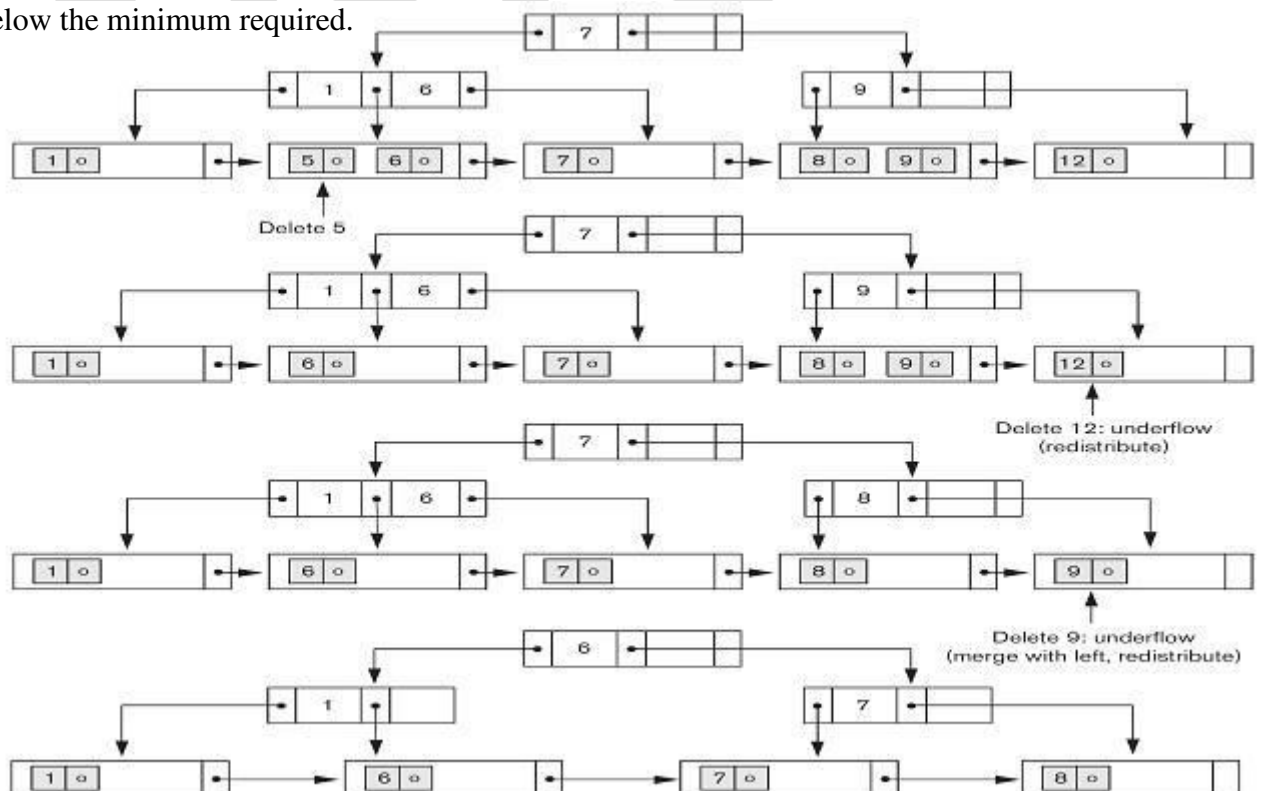 elow the minimum required.
7
1 6 9
1 o 5 o 6 o 7 o 8 o 9 o 12 o
Delete 5
7
1 6 9
1 o 6 o 7 o 8 o 9 o 12 o
Delete 12: underflow
(redistribute)
7
1 6 8
1 o 6 o 7 o 8 o 9 o
Delete 9: underflow
(merge with left, redistribute)
6
1 7
1 o 6 o 7 o 8 o